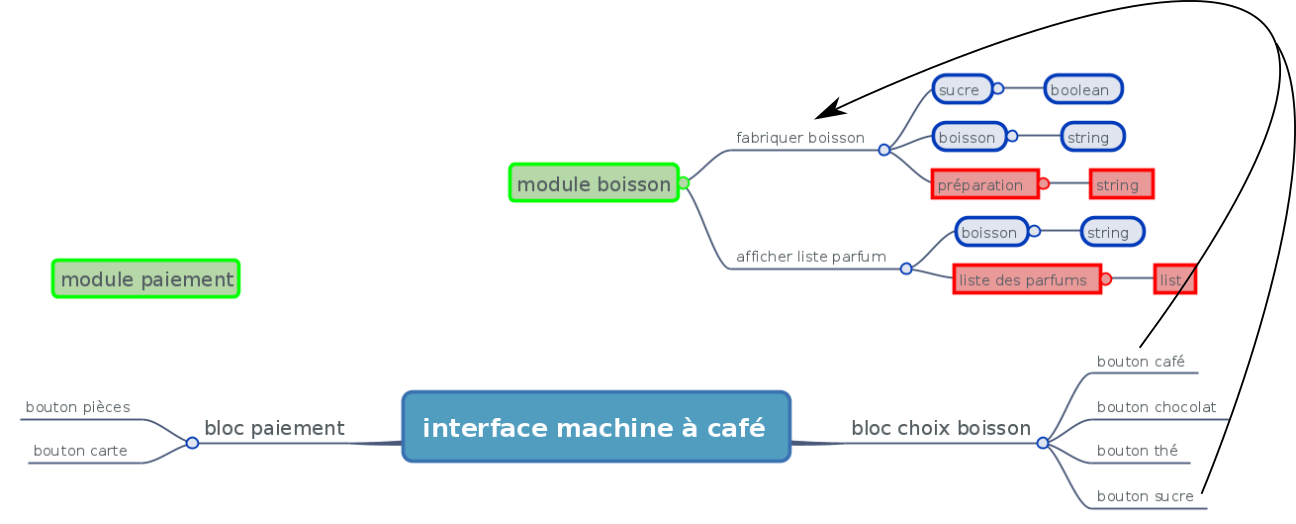 sucre
boolean
fabriquer boisson
boisson
string
module boisson
préparation
string
boisson
string
afficher liste parfum
module paiement
liste des parfums
list
bouton café
bouton pièces
bloc paiement
interface machine à café
bloc choix boisson
bouton chocolat
bouton carte
bouton thé
bouton sucre